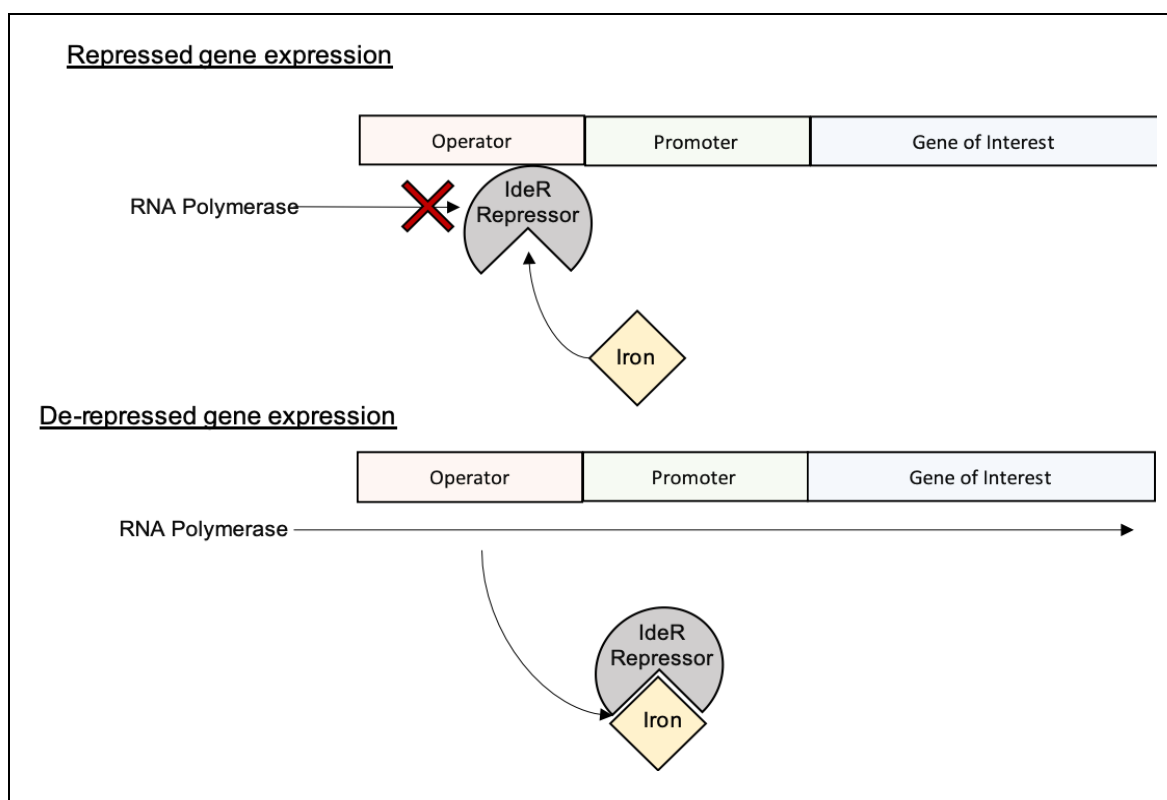 Repressed gene expression
Operator Promoter Gene of Interest
RNA Polymerase
IdeR
Repressor
Iron
De-repressed gene expression
Operator Promoter Gene of Interest
RNA Polymerase
IdeR
Repressor
Iron